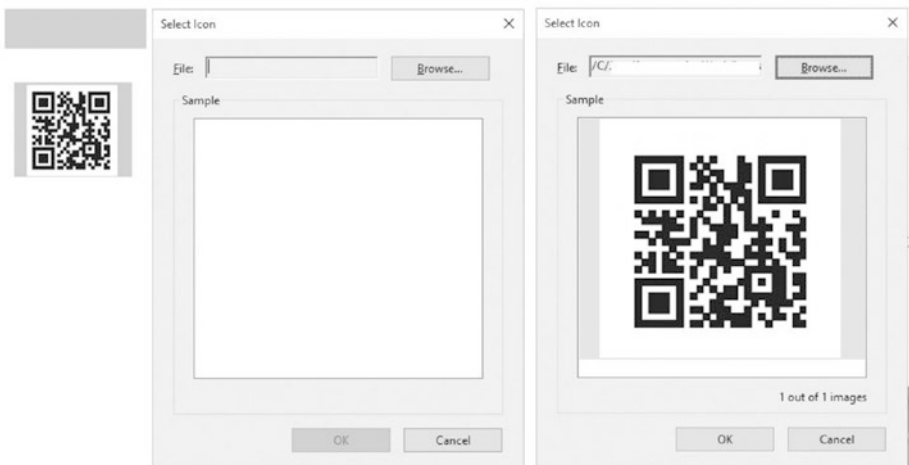 Select Icon
File:
Browse...
Sample
OK
Cancel
Select Icon
File: /C/
Browse...
Sample
1 out of 1 images
OK
Cancel